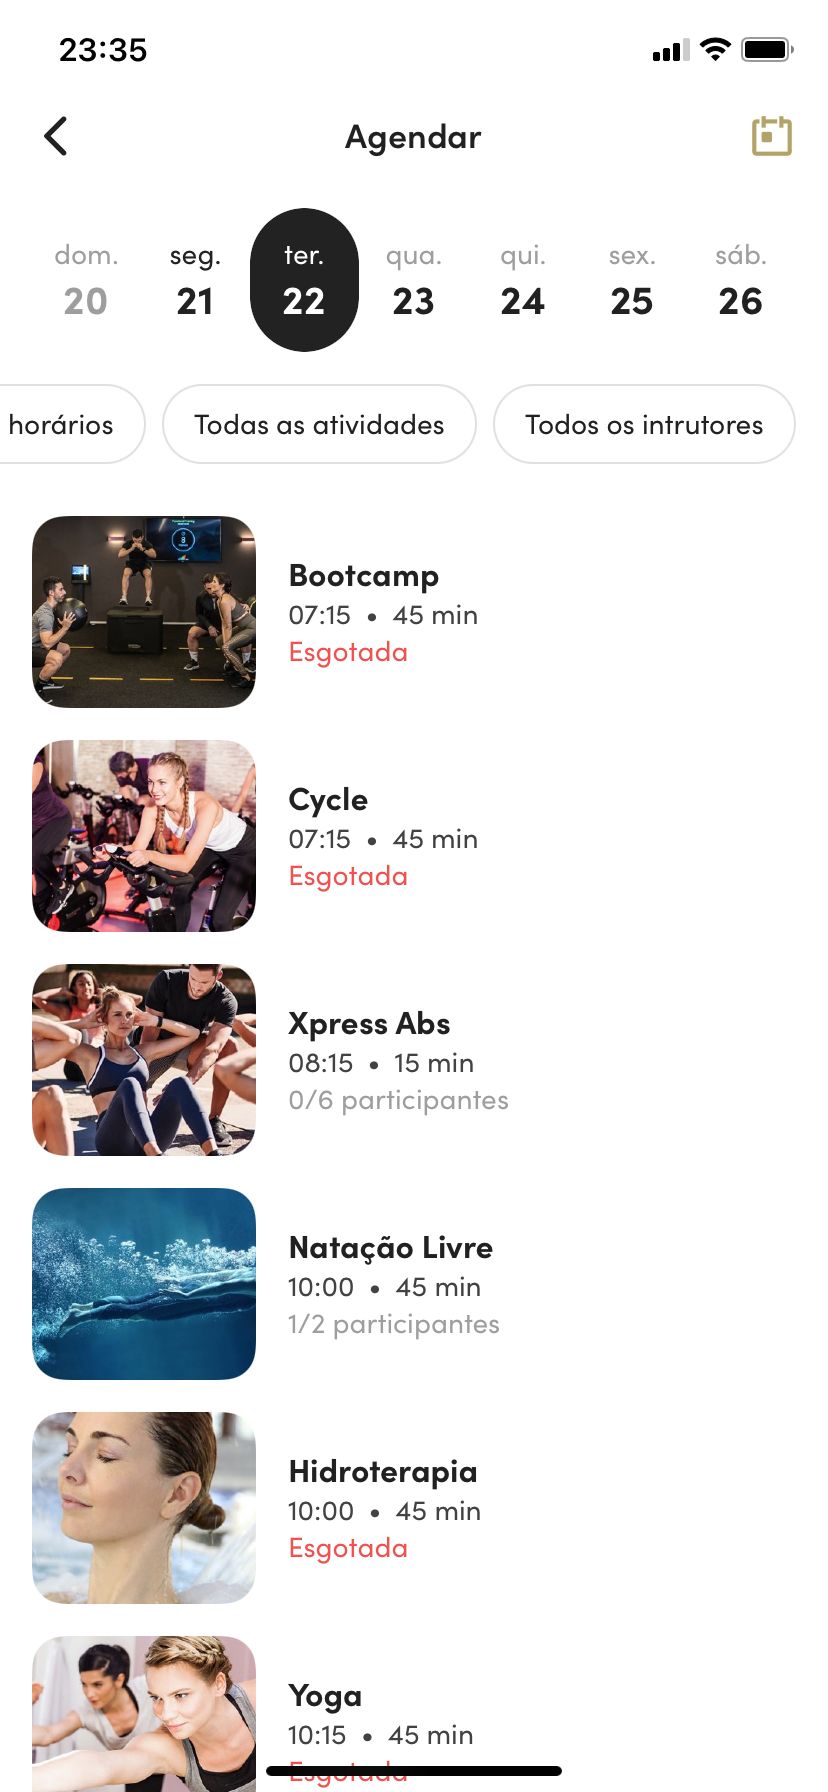 23:35
Agendar
dom. seg. ter. qua. qui. sex. sáb.
20 21 22 23 24 25 26
horários Todas as atividades Todos os intrutores
Bootcamp
07:15 • 45 min
Esgotada
Cycle
07:15 • 45 min
Esgotada
Xpress Abs
08:15 • 15 min
0/6 participantes
Natação Livre
10:00 • 45 min
1/2 participantes
Hidroterapia
10:00 • 45 min
Esgotada
Yoga
10:15 • 45 min
Esgotada